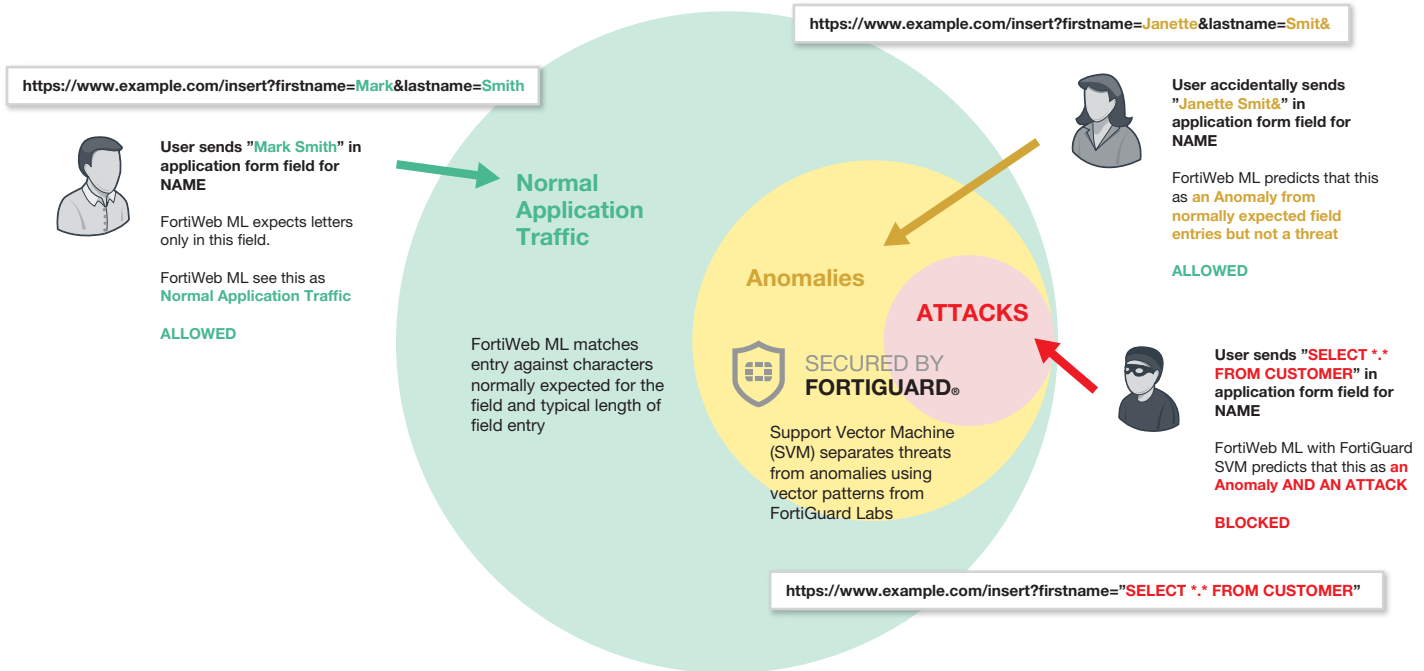 https://www.example.com/insert?firstname=Janette&lastname=Smit&
https://www.example.com/insert?firstname=Mark&lastname=Smith
User sends ”Mark Smith” in
application form field for
NAME
FortiWeb ML expects letters
only in this field.
FortiWeb ML see this as
Normal Application Traffic
ALLOWED
Normal
Application
Traffic
FortiWeb ML matches
entry against characters
normally expected for the
field and typical length of
field entry
Anomalies
ATTACKS
SECURED BY
FORTIGUARD®
Support Vector Machine
(SVM) separates threats
from anomalies using
vector patterns from
FortiGuard Labs
User accidentally sends
”Janette Smit&” in
application form field for
NAME
FortiWeb ML predicts that this
as an Anomaly from
normally expected field
entries but not a threat
ALLOWED
User sends ”SELECT *.*
FROM CUSTOMER” in
application form field for
NAME
FortiWeb ML with FortiGuard
SVM predicts that this as an
Anomaly AND AN ATTACK
BLOCKED
https://www.example.com/insert?firstname=”SELECT *.* FROM CUSTOMER”